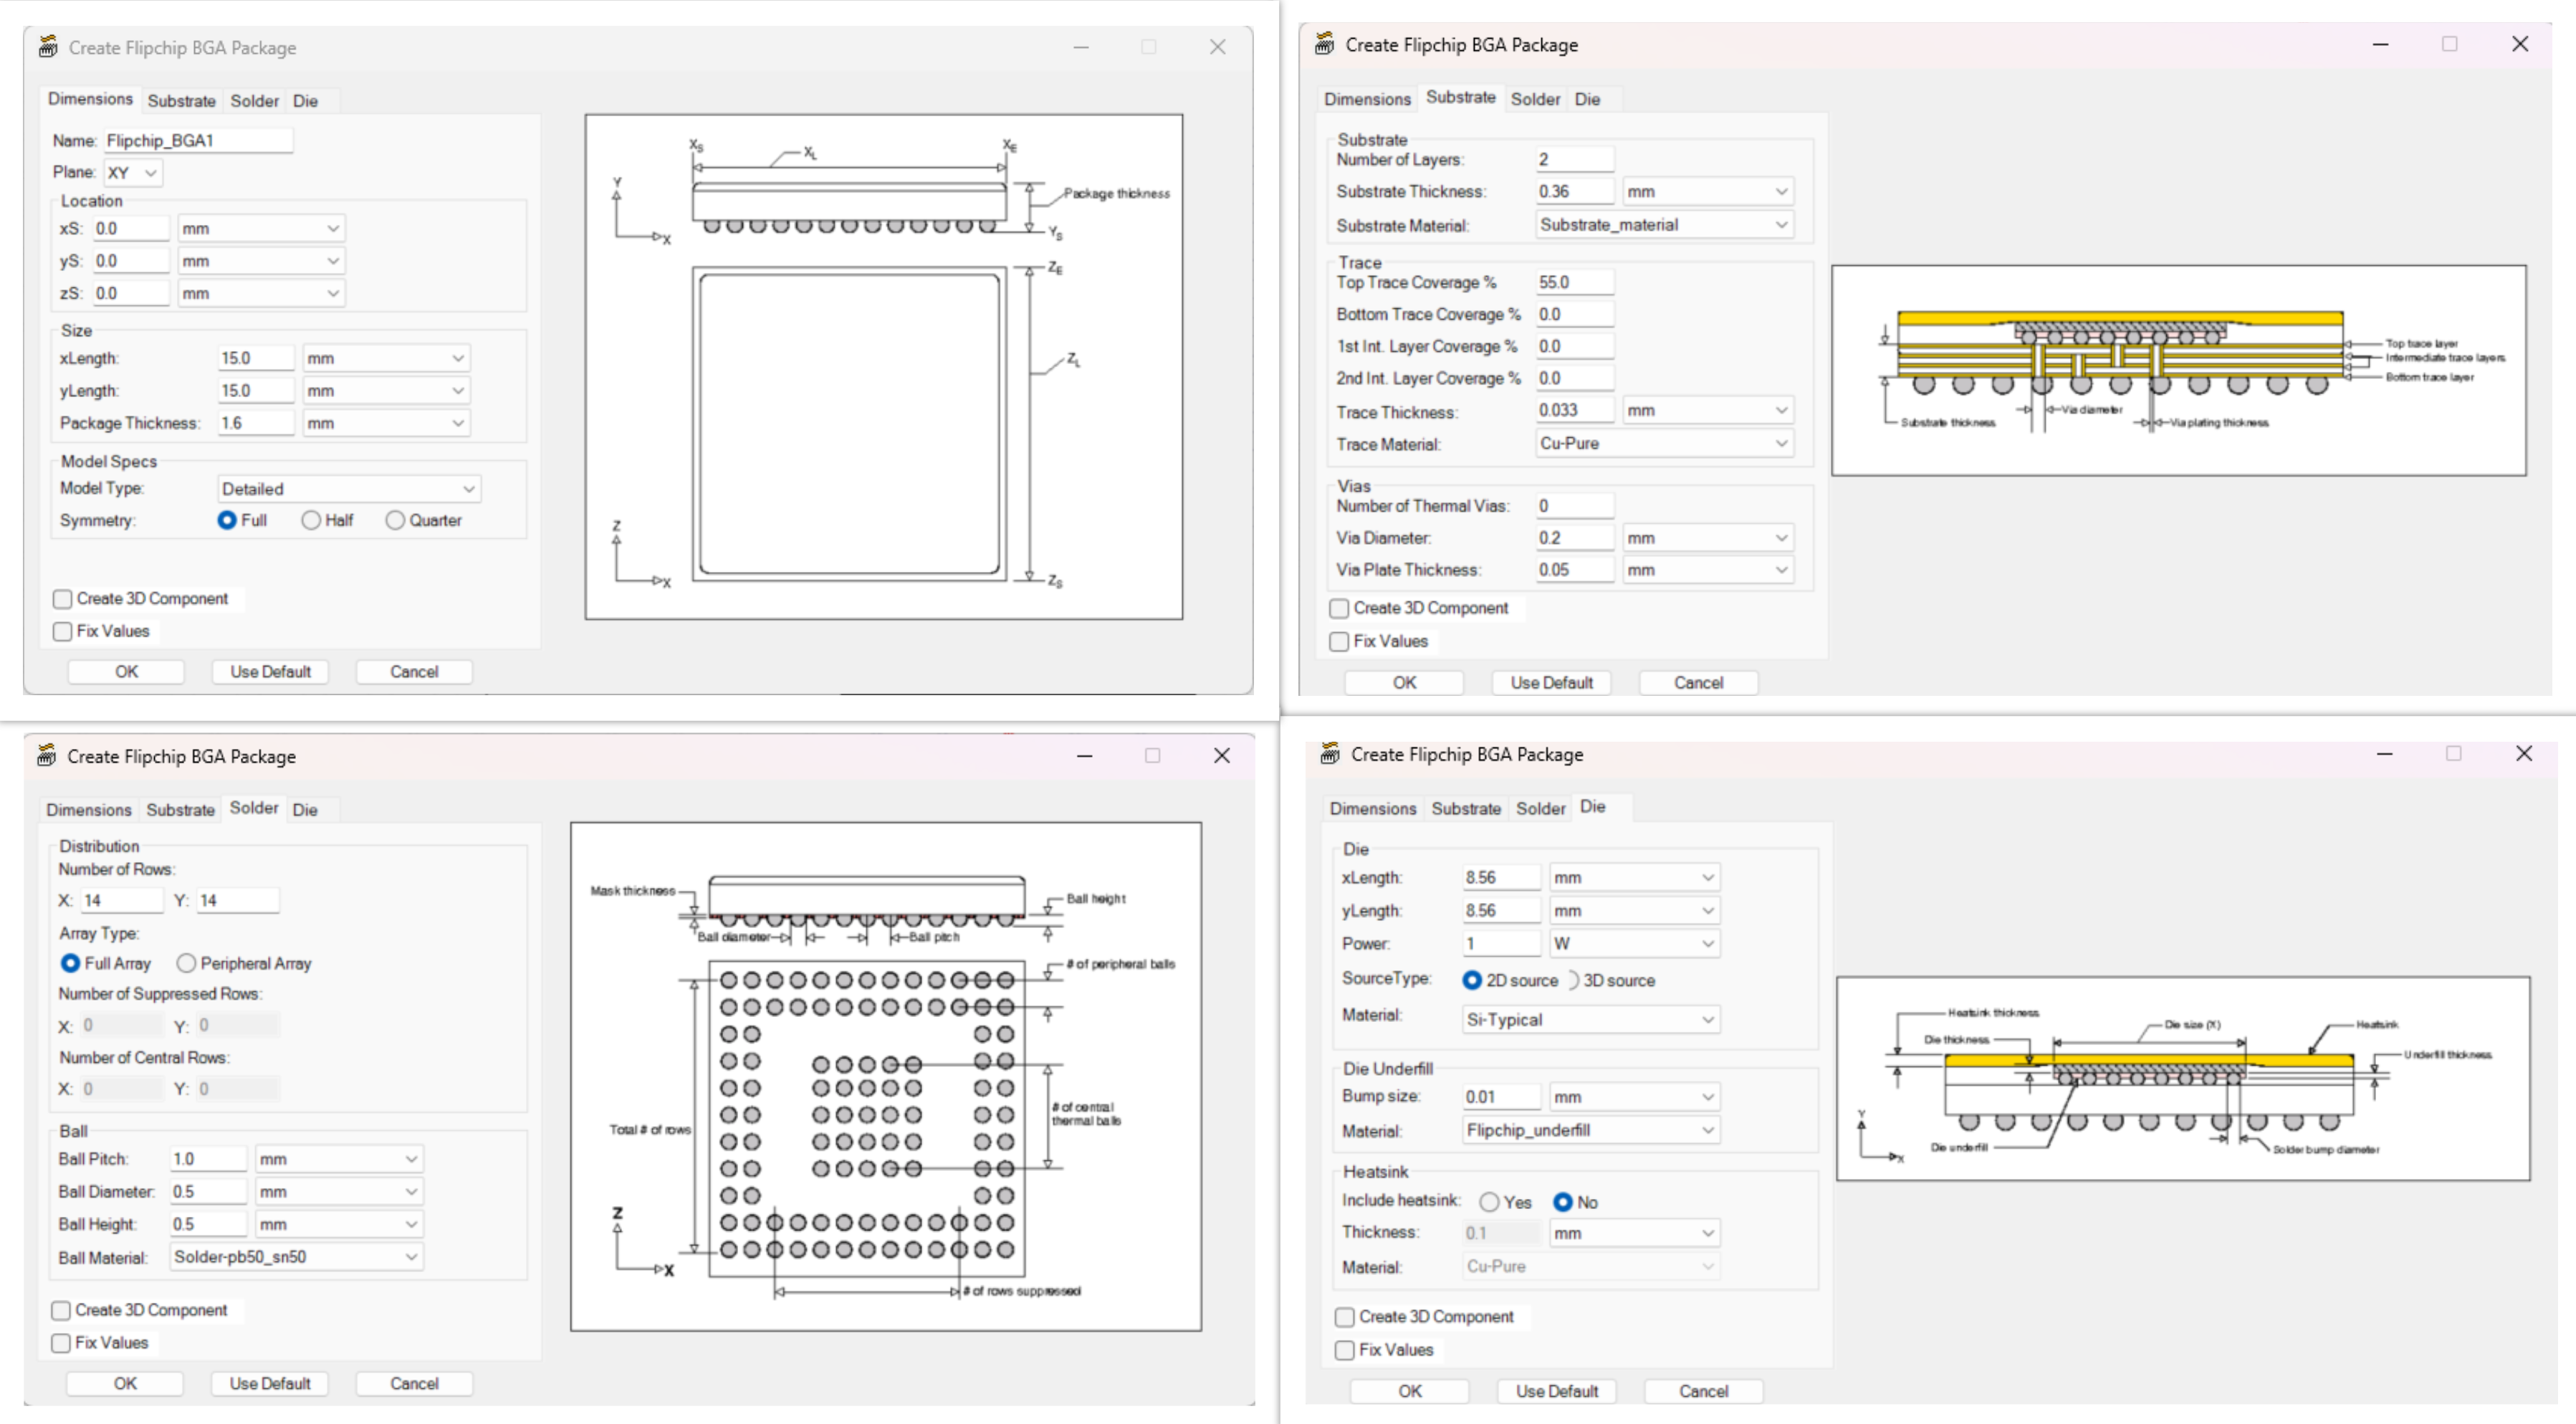 Create Flipchip BGA Package
Dimensions Substrate Solder Die
Name: Flipchip_BGA1
Plane: XY
Location
xS: 0.0 mm
yS: 0.0 mm
zS: 0.0 mm
Size
xLength: 15.0 mm
yLength: 15.0 mm
Package Thickness: 1.6 mm
Model Specs
Model Type: Detailed
Symmetry: Full Half Quarter
Create 3D Component
Fix Values
OK Use Default Cancel
XS XL XE
Y
Package thickness
X
YS
ZE
ZL
Z
X
ZS
Create Flipchip BGA Package
Dimensions Substrate Solder Die
Substrate
Number of Layers: 2
Substrate Thickness: 0.36 mm
Substrate Material: Substrate_material
Trace
Top Trace Coverage % 55.0
Bottom Trace Coverage % 0.0
1st Int. Layer Coverage % 0.0
2nd Int. Layer Coverage % 0.0
Trace Thickness: 0.033 mm
Trace Material: Cu-Pure
Vias
Number of Thermal Vias: 0
Via Diameter: 0.2 mm
Via Plate Thickness: 0.05 mm
Create 3D Component
Fix Values
OK Use Default Cancel
Top trace layer
Intermediate trace layers
Bottom trace layer
Via diameter
Substrate thickness
Via plating thickness
Create Flipchip BGA Package
Dimensions Substrate Solder Die
Distribution
Number of Rows:
X: 14 Y: 14
Array Type:
Full Array Peripheral Array
Number of Suppressed Rows:
X: 0 Y: 0
Number of Central Rows:
X: 0 Y: 0
Ball
Ball Pitch: 1.0 mm
Ball Diameter: 0.5 mm
Ball Height: 0.5 mm
Ball Material: Solder-pb50_sn50
Create 3D Component
Fix Values
OK Use Default Cancel
Mask thickness
Ball height
Ball diameter Ball pitch
# of peripheral balls
# of central
thermal balls
Total # of rows
Z
X
# of rows suppressed
Create Flipchip BGA Package
Dimensions Substrate Solder Die
Die
xLength: 8.56 mm
yLength: 8.56 mm
Power: 1 W
SourceType: 2D source 3D source
Material: Si-Typical
Die Underfill
Bump size: 0.01 mm
Material: Flipchip_underfill
Heatsink
Include heatsink: Yes No
Thickness: 0.1 mm
Material: Cu-Pure
Create 3D Component
Fix Values
OK Use Default Cancel
Heatsink thickness
Die size (X)
Heatsink
Die thickness
Underfill thickness
Y
X
Die underfill
Solder bump diameter